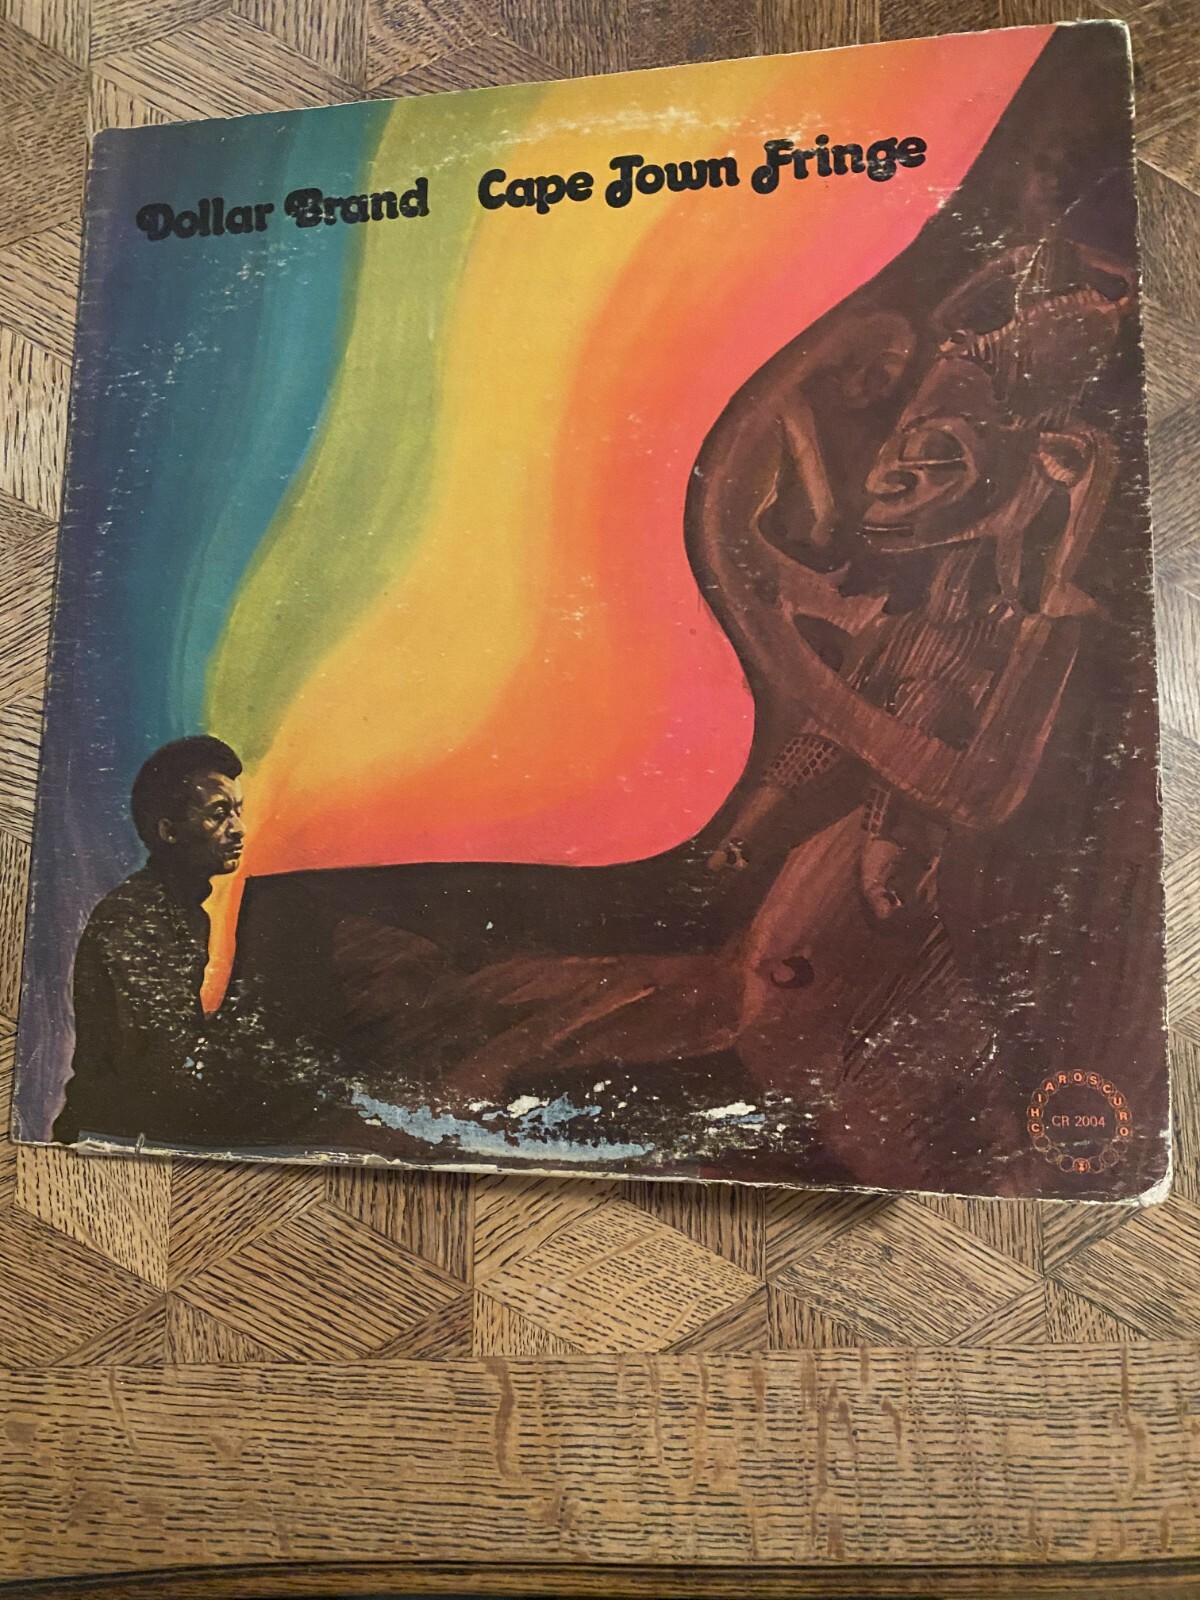 Dollar Brand Cape Town Fringe
CHIAROSCURO
CR 2004